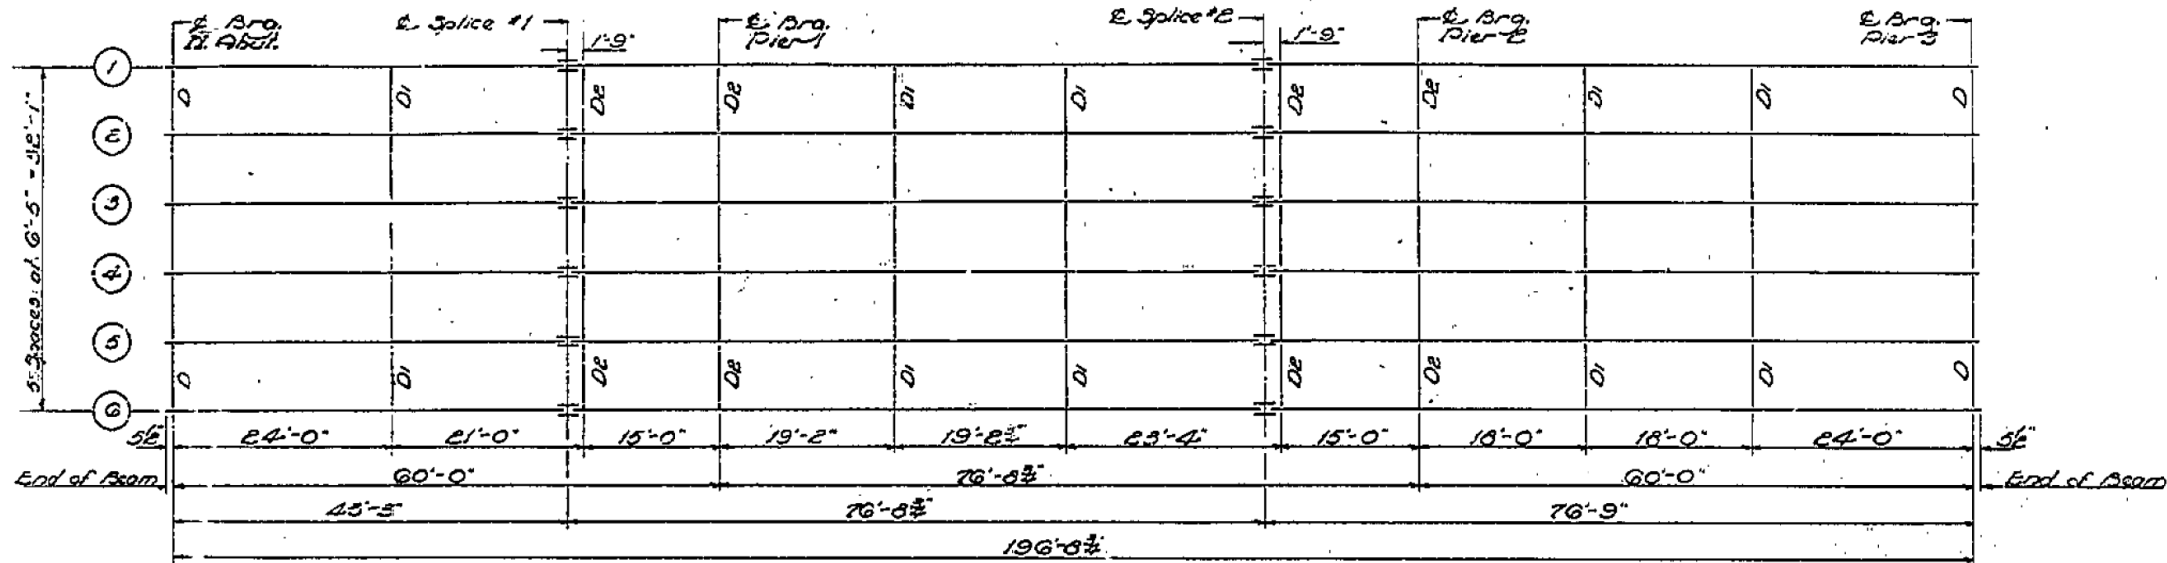 ℄ Brg.
N. Abut.
℄ Splice #1
1'-9"
℄ Brg.
Pier 1
℄ Splice #2
1'-9"
℄ Brg.
Pier 2
℄ Brg.
Pier 3
1
2
3
4
5
6
5 Spaces at 6'-5" = 32'-1"
D D1 D2 D2 D1 D1 D2 D2 D1 D1 D
D D1 D2 D2 D1 D1 D2 D2 D1 D1 D
5½" 24'-0" 21'-0" 15'-0" 19'-2" 19'-2¾" 23'-4" 15'-0" 18'-0" 18'-0" 24'-0" 5½"
End of Beam 60'-0" 76'-8¾" 60'-0" End of Beam
43'-3" 76'-8¾" 76'-9"
196'-8¾"